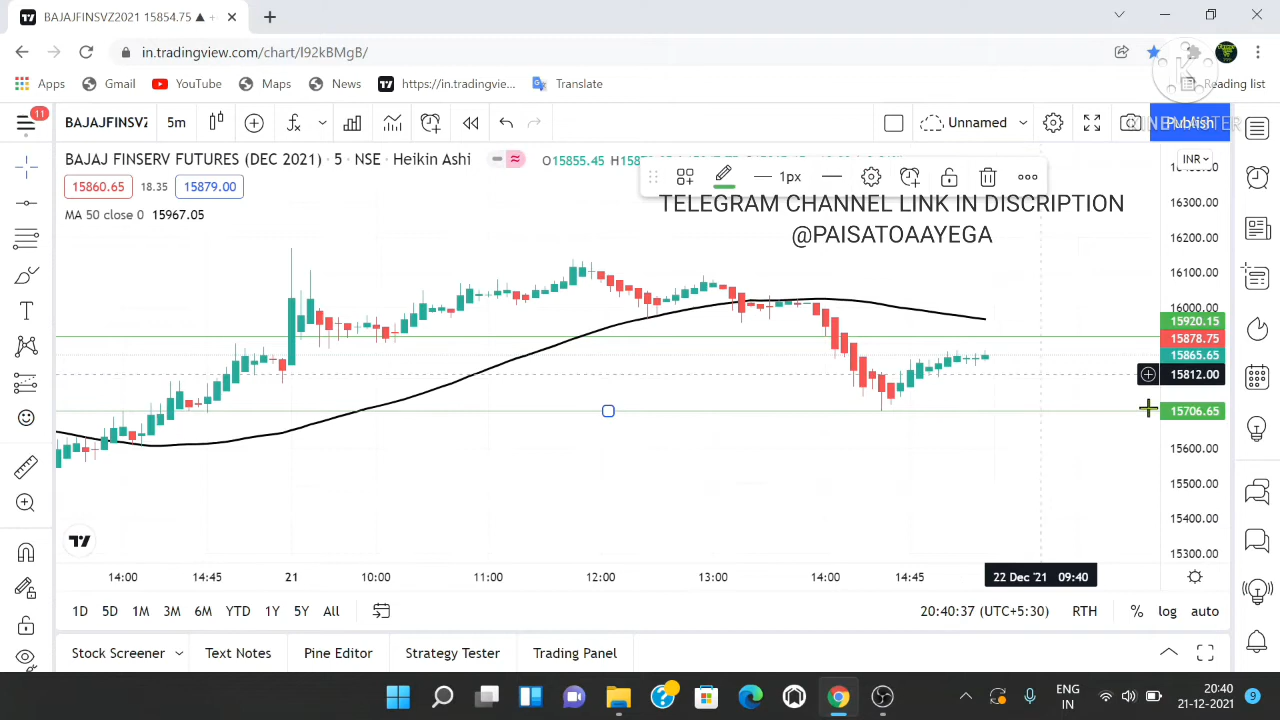 BAJAJFINSVZ2021 15854.75 ▲ +
in.tradingview.com/chart/l92kBMgB/
Apps Gmail YouTube Maps News https://in.tradingvie... Translate Reading list
11
BAJAJFINSVZ 5m Unnamed Publish
BAJAJ FINSERV FUTURES (DEC 2021) · 5 · NSE · Heikin Ashi O15855.45
INR
15860.65 18.35 15879.00
1px
MA 50 close 0 15967.05
TELEGRAM CHANNEL LINK IN DISCRIPTION
@PAISATOAAYEGA
16300.00
16200.00
16100.00
16000.00
15920.15
15878.75
15865.65
15812.00
15706.65
15600.00
15500.00
15400.00
15300.00
14:00 14:45 21 10:00 11:00 12:00 13:00 14:00 14:45 22 Dec '21 09:40
1D 5D 1M 3M 6M YTD 1Y 5Y All 20:40:37 (UTC+5:30) RTH % log auto
Stock Screener Text Notes Pine Editor Strategy Tester Trading Panel
ENG
IN
20:40
21-12-2021
9